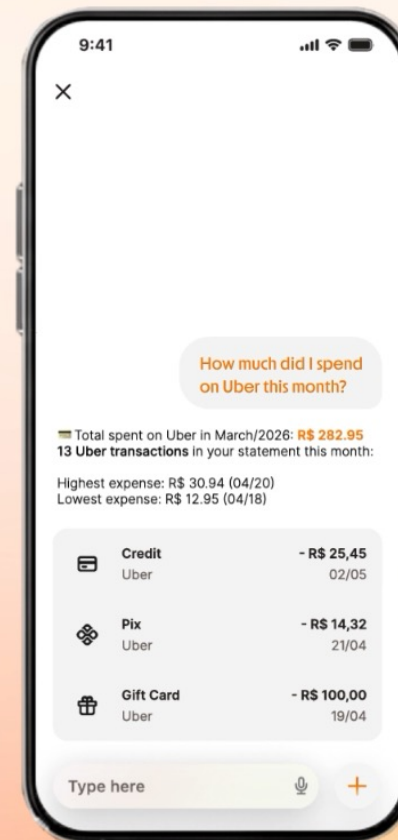 9:41
How much did I spend
on Uber this month?
💳 Total spent on Uber in March/2026: R$ 282.95
13 Uber transactions in your statement this month:
Highest expense: R$ 30.94 (04/20)
Lowest expense: R$ 12.95 (04/18)
Credit - R$ 25,45
Uber 02/05
Pix - R$ 14,32
Uber 21/04
Gift Card - R$ 100,00
Uber 19/04
Type here